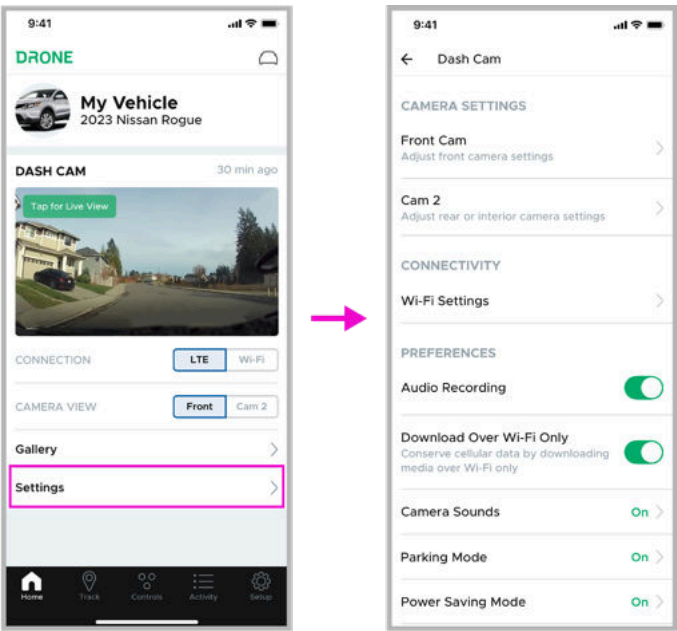 9:41
DRONE
My Vehicle
2023 Nissan Rogue
DASH CAM
30 min ago
Tap for Live View
CONNECTION
LTE
Wi-Fi
CAMERA VIEW
Front
Cam 2
Gallery
Settings
Home
Track
Controls
Activity
Setup
9:41
Dash Cam
CAMERA SETTINGS
Front Cam
Adjust front camera settings
Cam 2
Adjust rear or interior camera settings
CONNECTIVITY
Wi-Fi Settings
PREFERENCES
Audio Recording
Download Over Wi-Fi Only
Conserve cellular data by downloading
media over Wi-Fi only
Camera Sounds
On
Parking Mode
On
Power Saving Mode
On